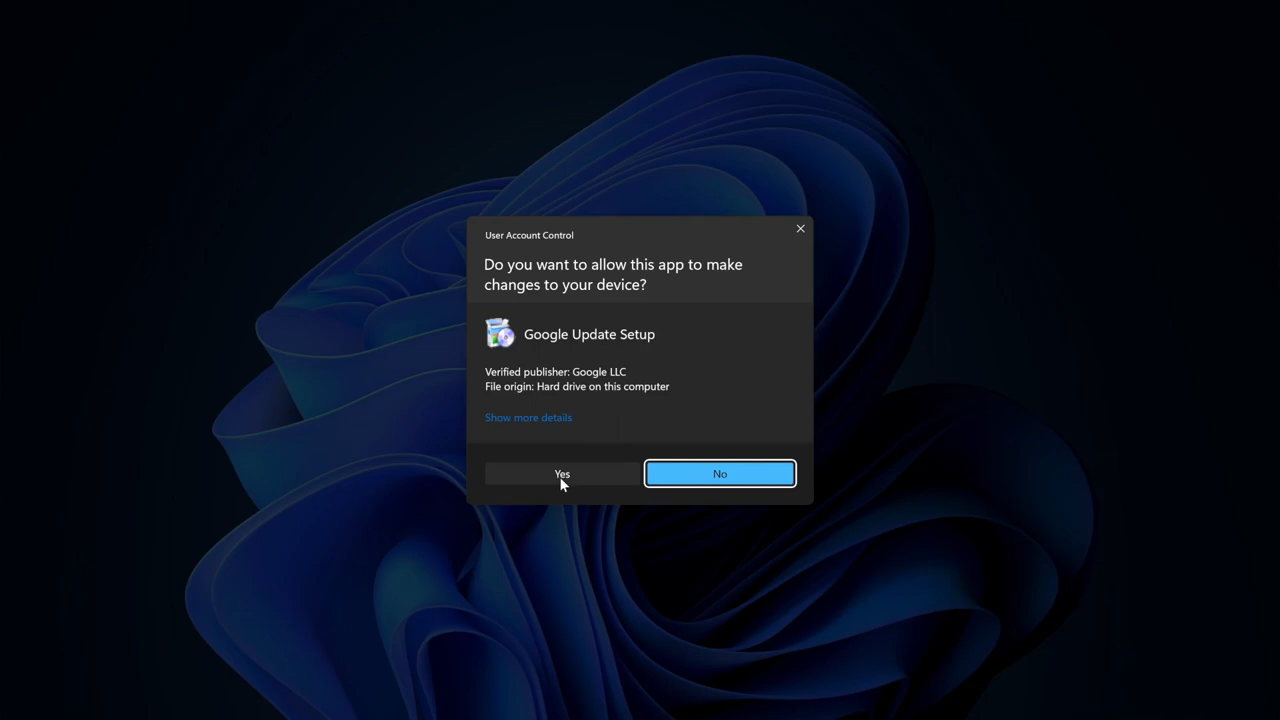 User Account Control
Do you want to allow this app to make
changes to your device?
Google Update Setup
Verified publisher: Google LLC
File origin: Hard drive on this computer
Show more details
Yes
No